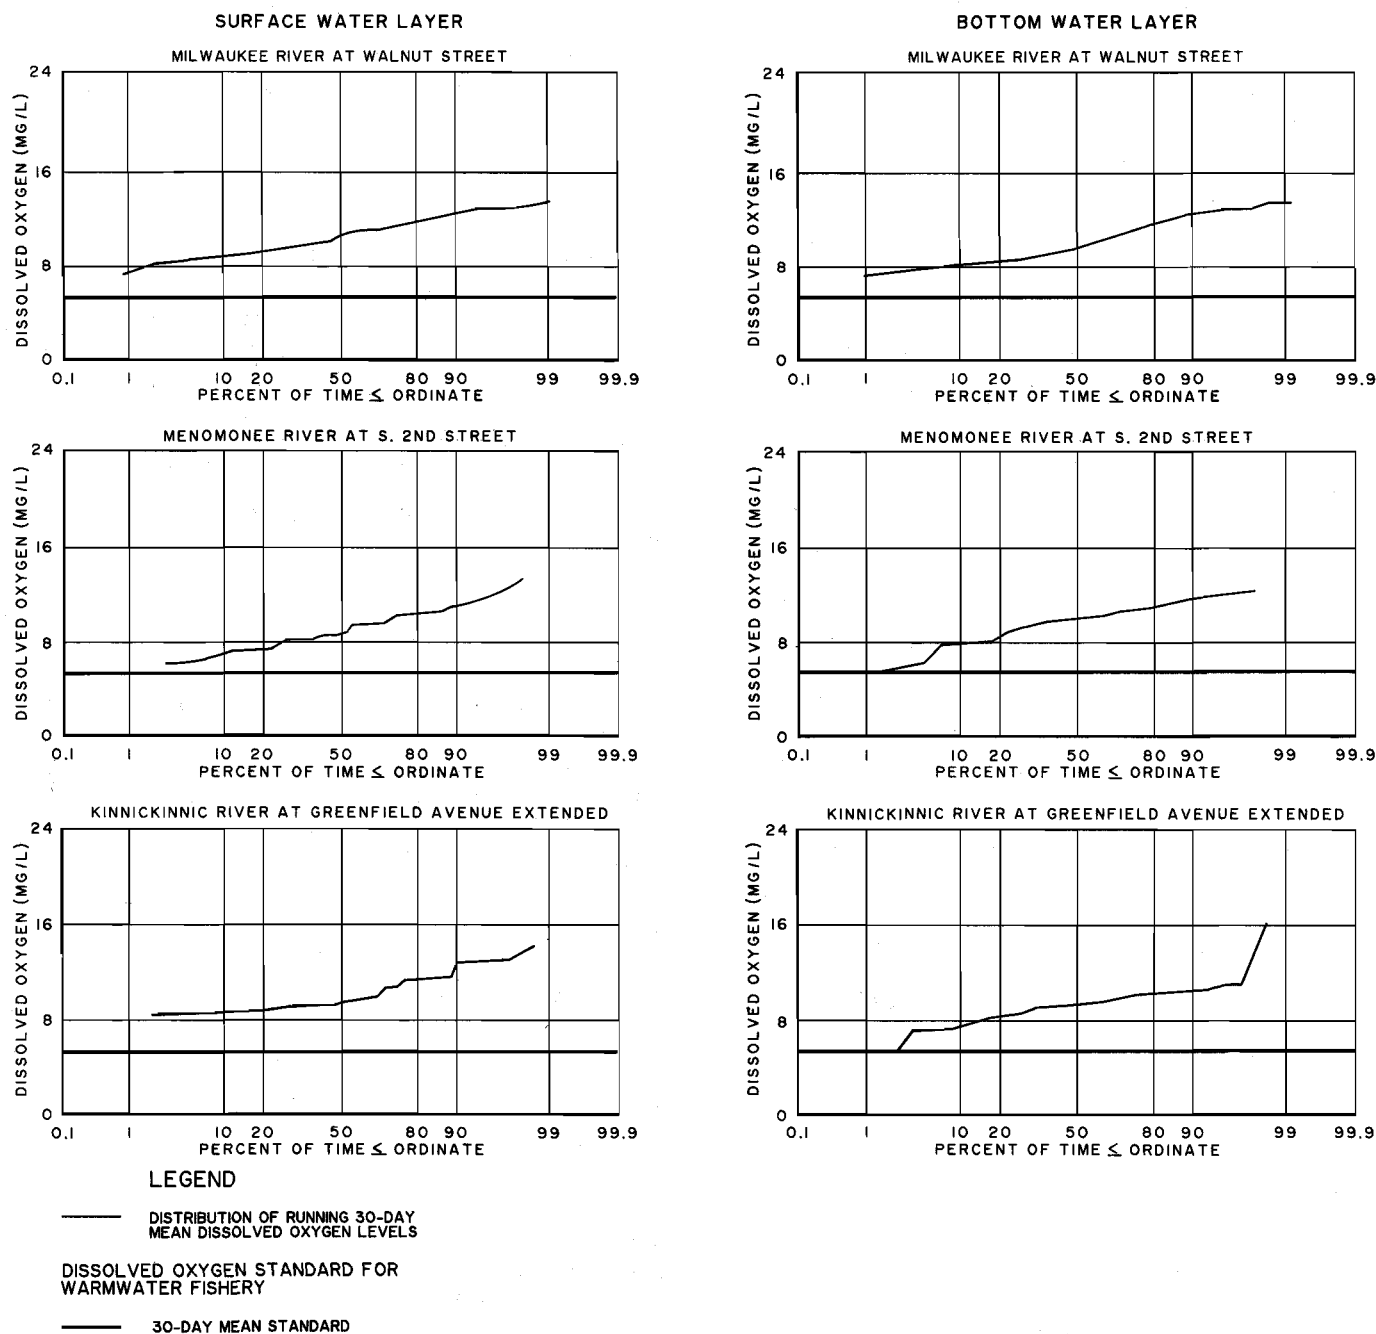 SURFACE WATER LAYER
MILWAUKEE RIVER AT WALNUT STREET
DISSOLVED OXYGEN (MG/L)
24
16
8
0
0.1 1 10 20 50 80 90 99 99.9
PERCENT OF TIME ≤ ORDINATE
MENOMONEE RIVER AT S. 2ND STREET
DISSOLVED OXYGEN (MG/L)
24
16
8
0
0.1 1 10 20 50 80 90 99 99.9
PERCENT OF TIME ≤ ORDINATE
KINNICKINNIC RIVER AT GREENFIELD AVENUE EXTENDED
DISSOLVED OXYGEN (MG/L)
24
16
8
0
0.1 1 10 20 50 80 90 99 99.9
PERCENT OF TIME ≤ ORDINATE
BOTTOM WATER LAYER
MILWAUKEE RIVER AT WALNUT STREET
DISSOLVED OXYGEN (MG/L)
24
16
8
0
0.1 1 10 20 50 80 90 99 99.9
PERCENT OF TIME ≤ ORDINATE
MENOMONEE RIVER AT S. 2ND STREET
DISSOLVED OXYGEN (MG/L)
24
16
8
0
0.1 1 10 20 50 80 90 99 99.9
PERCENT OF TIME ≤ ORDINATE
KINNICKINNIC RIVER AT GREENFIELD AVENUE EXTENDED
DISSOLVED OXYGEN (MG/L)
24
16
8
0
0.1 1 10 20 50 80 90 99 99.9
PERCENT OF TIME ≤ ORDINATE
LEGEND
DISTRIBUTION OF RUNNING 30-DAY
MEAN DISSOLVED OXYGEN LEVELS
DISSOLVED OXYGEN STANDARD FOR
WARMWATER FISHERY
30-DAY MEAN STANDARD